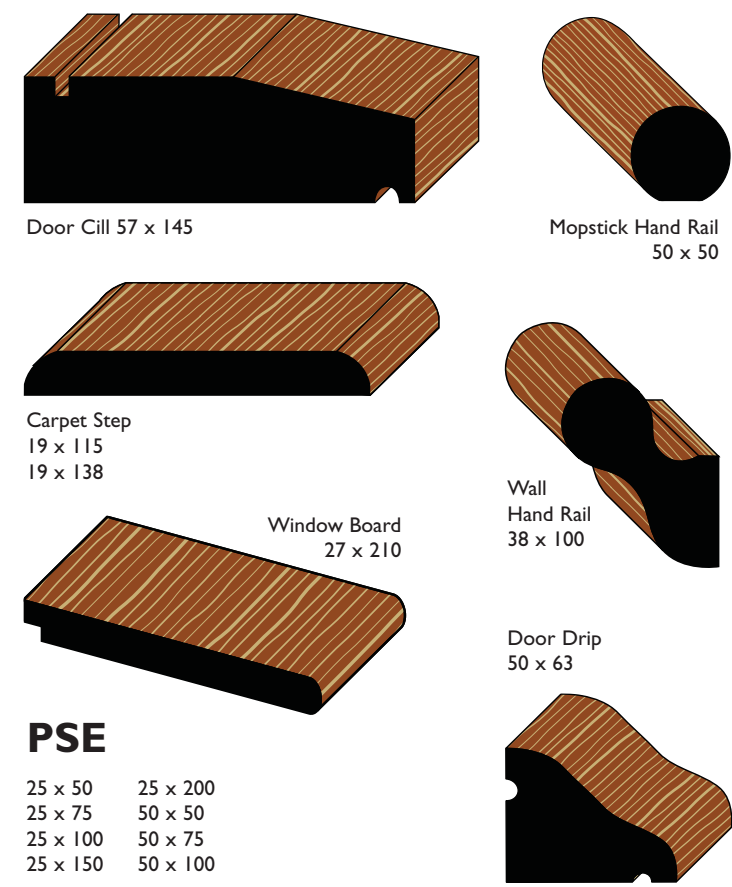 Door Cill 57 x 145
Mopstick Hand Rail
50 x 50
Carpet Step
19 x 115
19 x 138
Wall
Hand Rail
38 x 100
Window Board
27 x 210
Door Drip
50 x 63
PSE
25 x 50
25 x 75
25 x 100
25 x 150
25 x 200
50 x 50
50 x 75
50 x 100